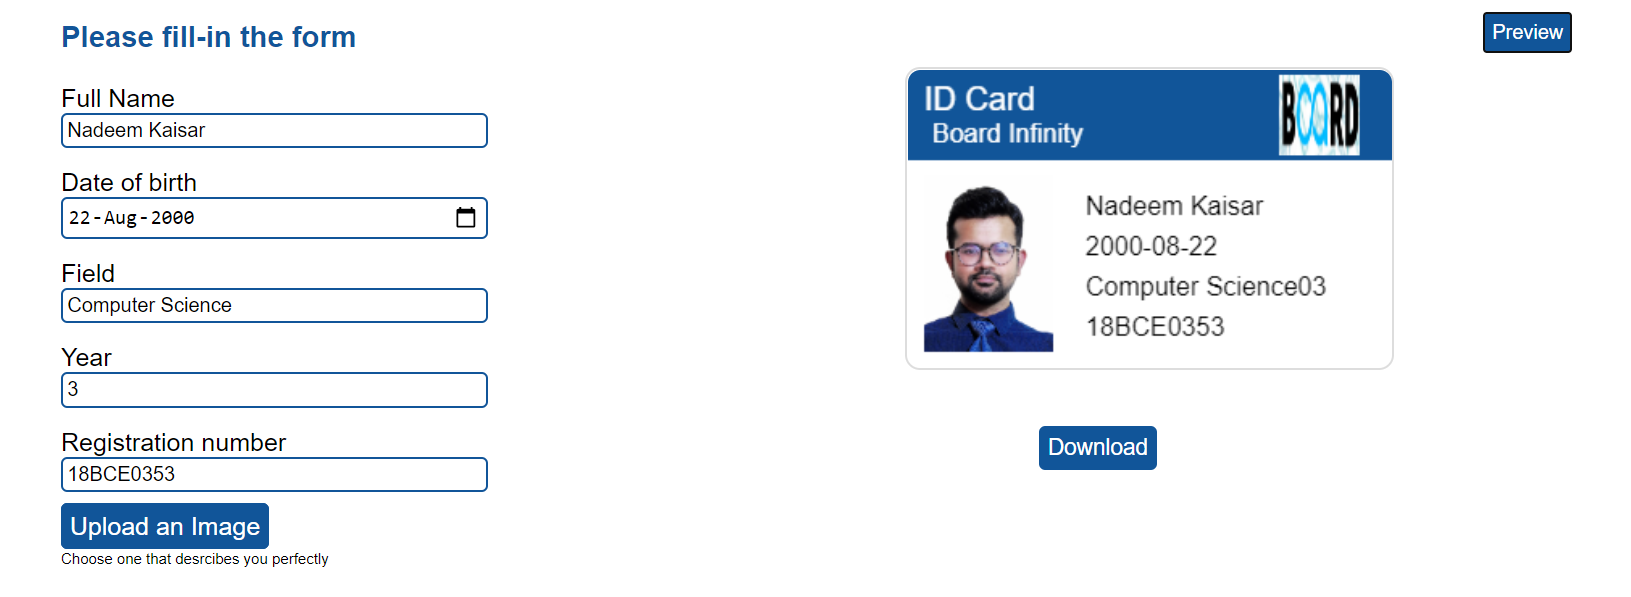 Please fill-in the form
Preview
Full Name
Nadeem Kaisar
Date of birth
22-Aug-2000
Field
Computer Science
Year
3
Registration number
18BCE0353
Upload an Image
Choose one that desrcibes you perfectly
ID Card
Board Infinity
BOARD
Nadeem Kaisar
2000-08-22
Computer Science03
18BCE0353
Download